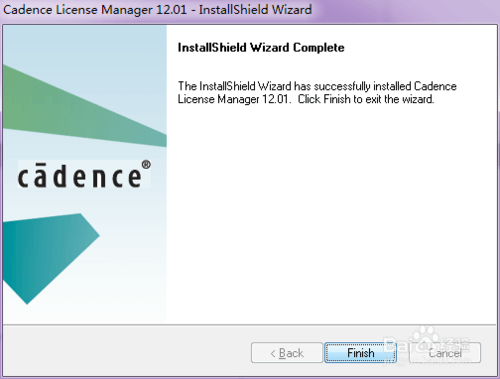 Cadence License Manager 12.01 - InstallShield Wizard
InstallShield Wizard Complete
The InstallShield Wizard has successfully installed Cadence
License Manager 12.01. Click Finish to exit the wizard.
cādence®
< Back
Finish
Cancel